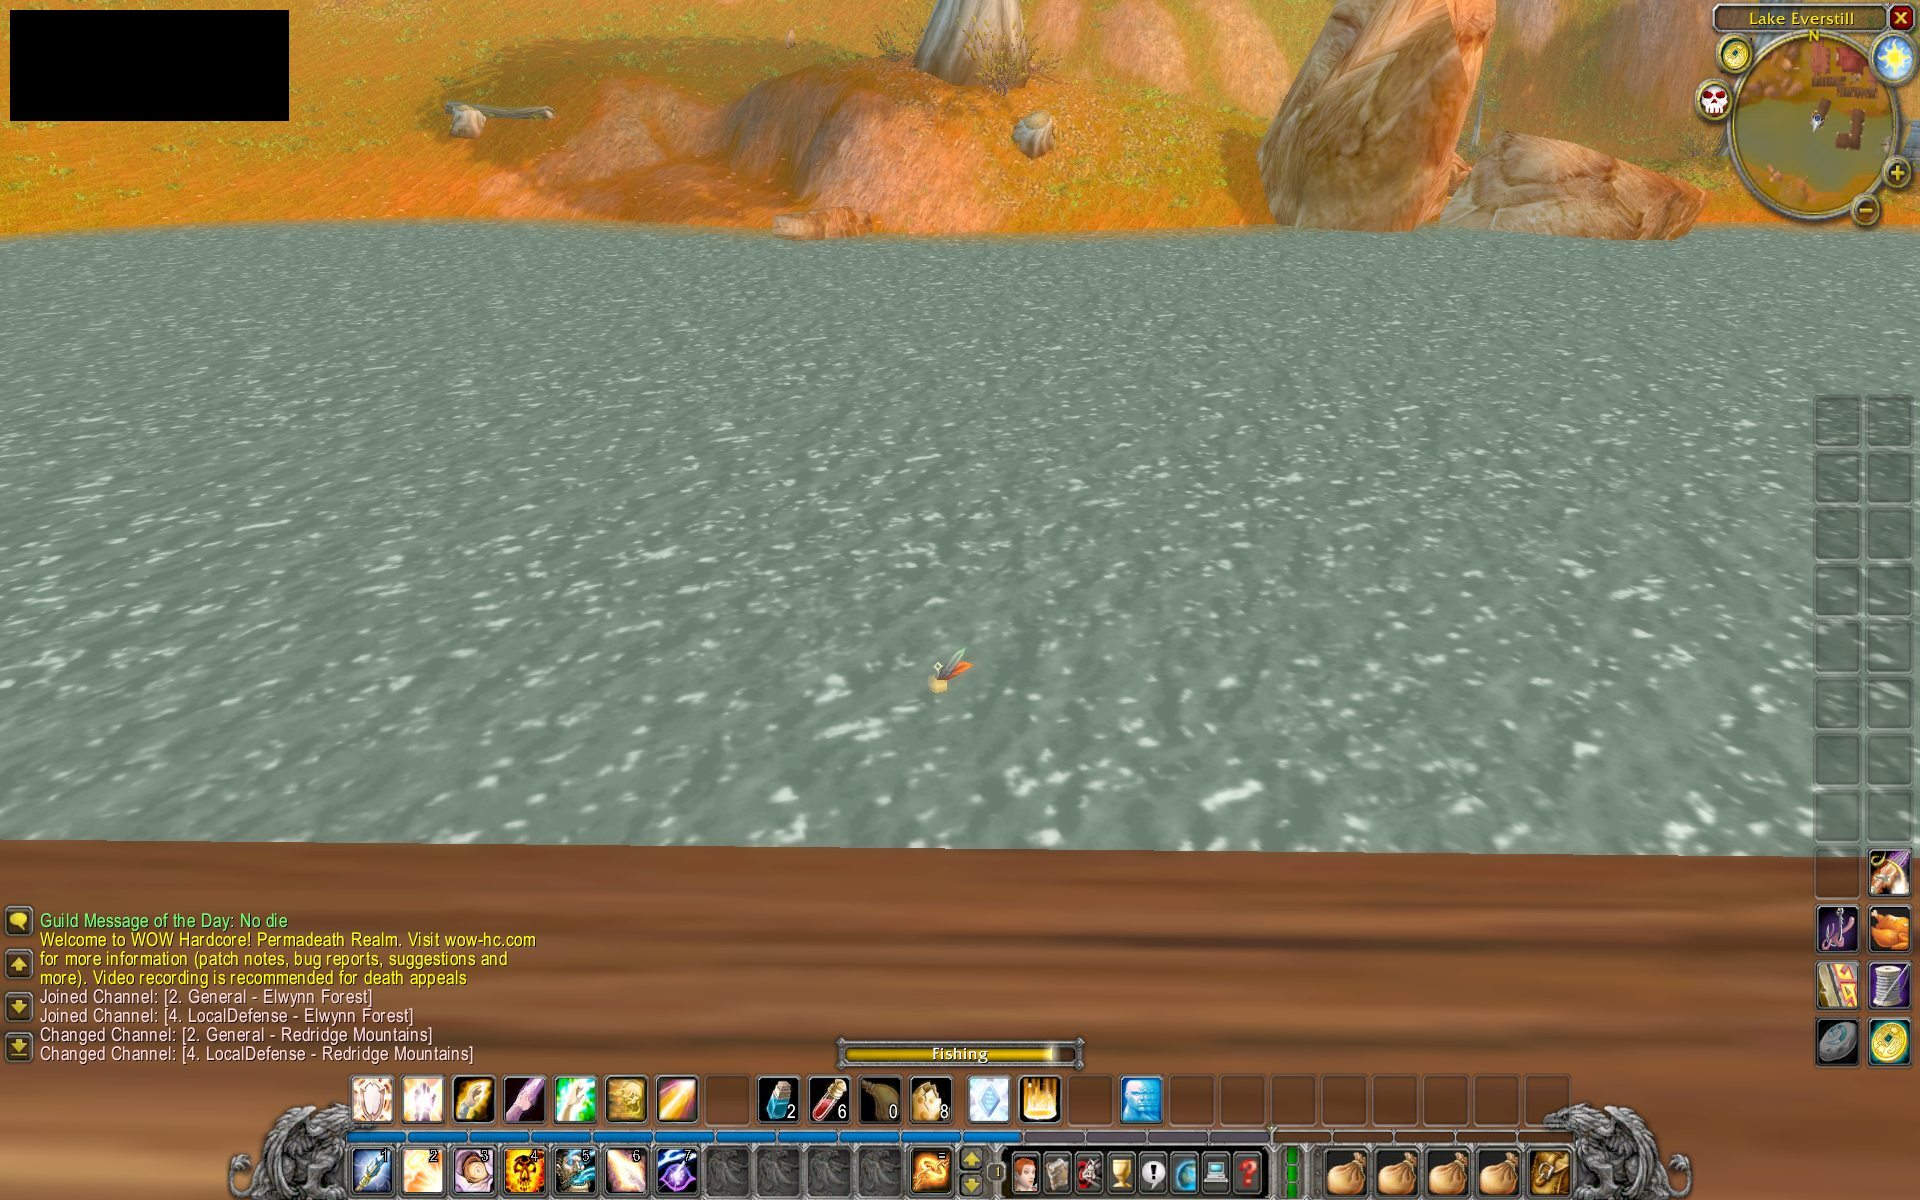 Lake Everstill
N
Guild Message of the Day: No die
Welcome to WOW Hardcore! Permadeath Realm. Visit wow-hc.com
for more information (patch notes, bug reports, suggestions and
more). Video recording is recommended for death appeals
Joined Channel: [2. General - Elwynn Forest]
Joined Channel: [4. LocalDefense - Elwynn Forest]
Changed Channel: [2. General - Redridge Mountains]
Changed Channel: [4. LocalDefense - Redridge Mountains]
Fishing
2 6 0 8
1 2 3 4 5 6 7 = 1